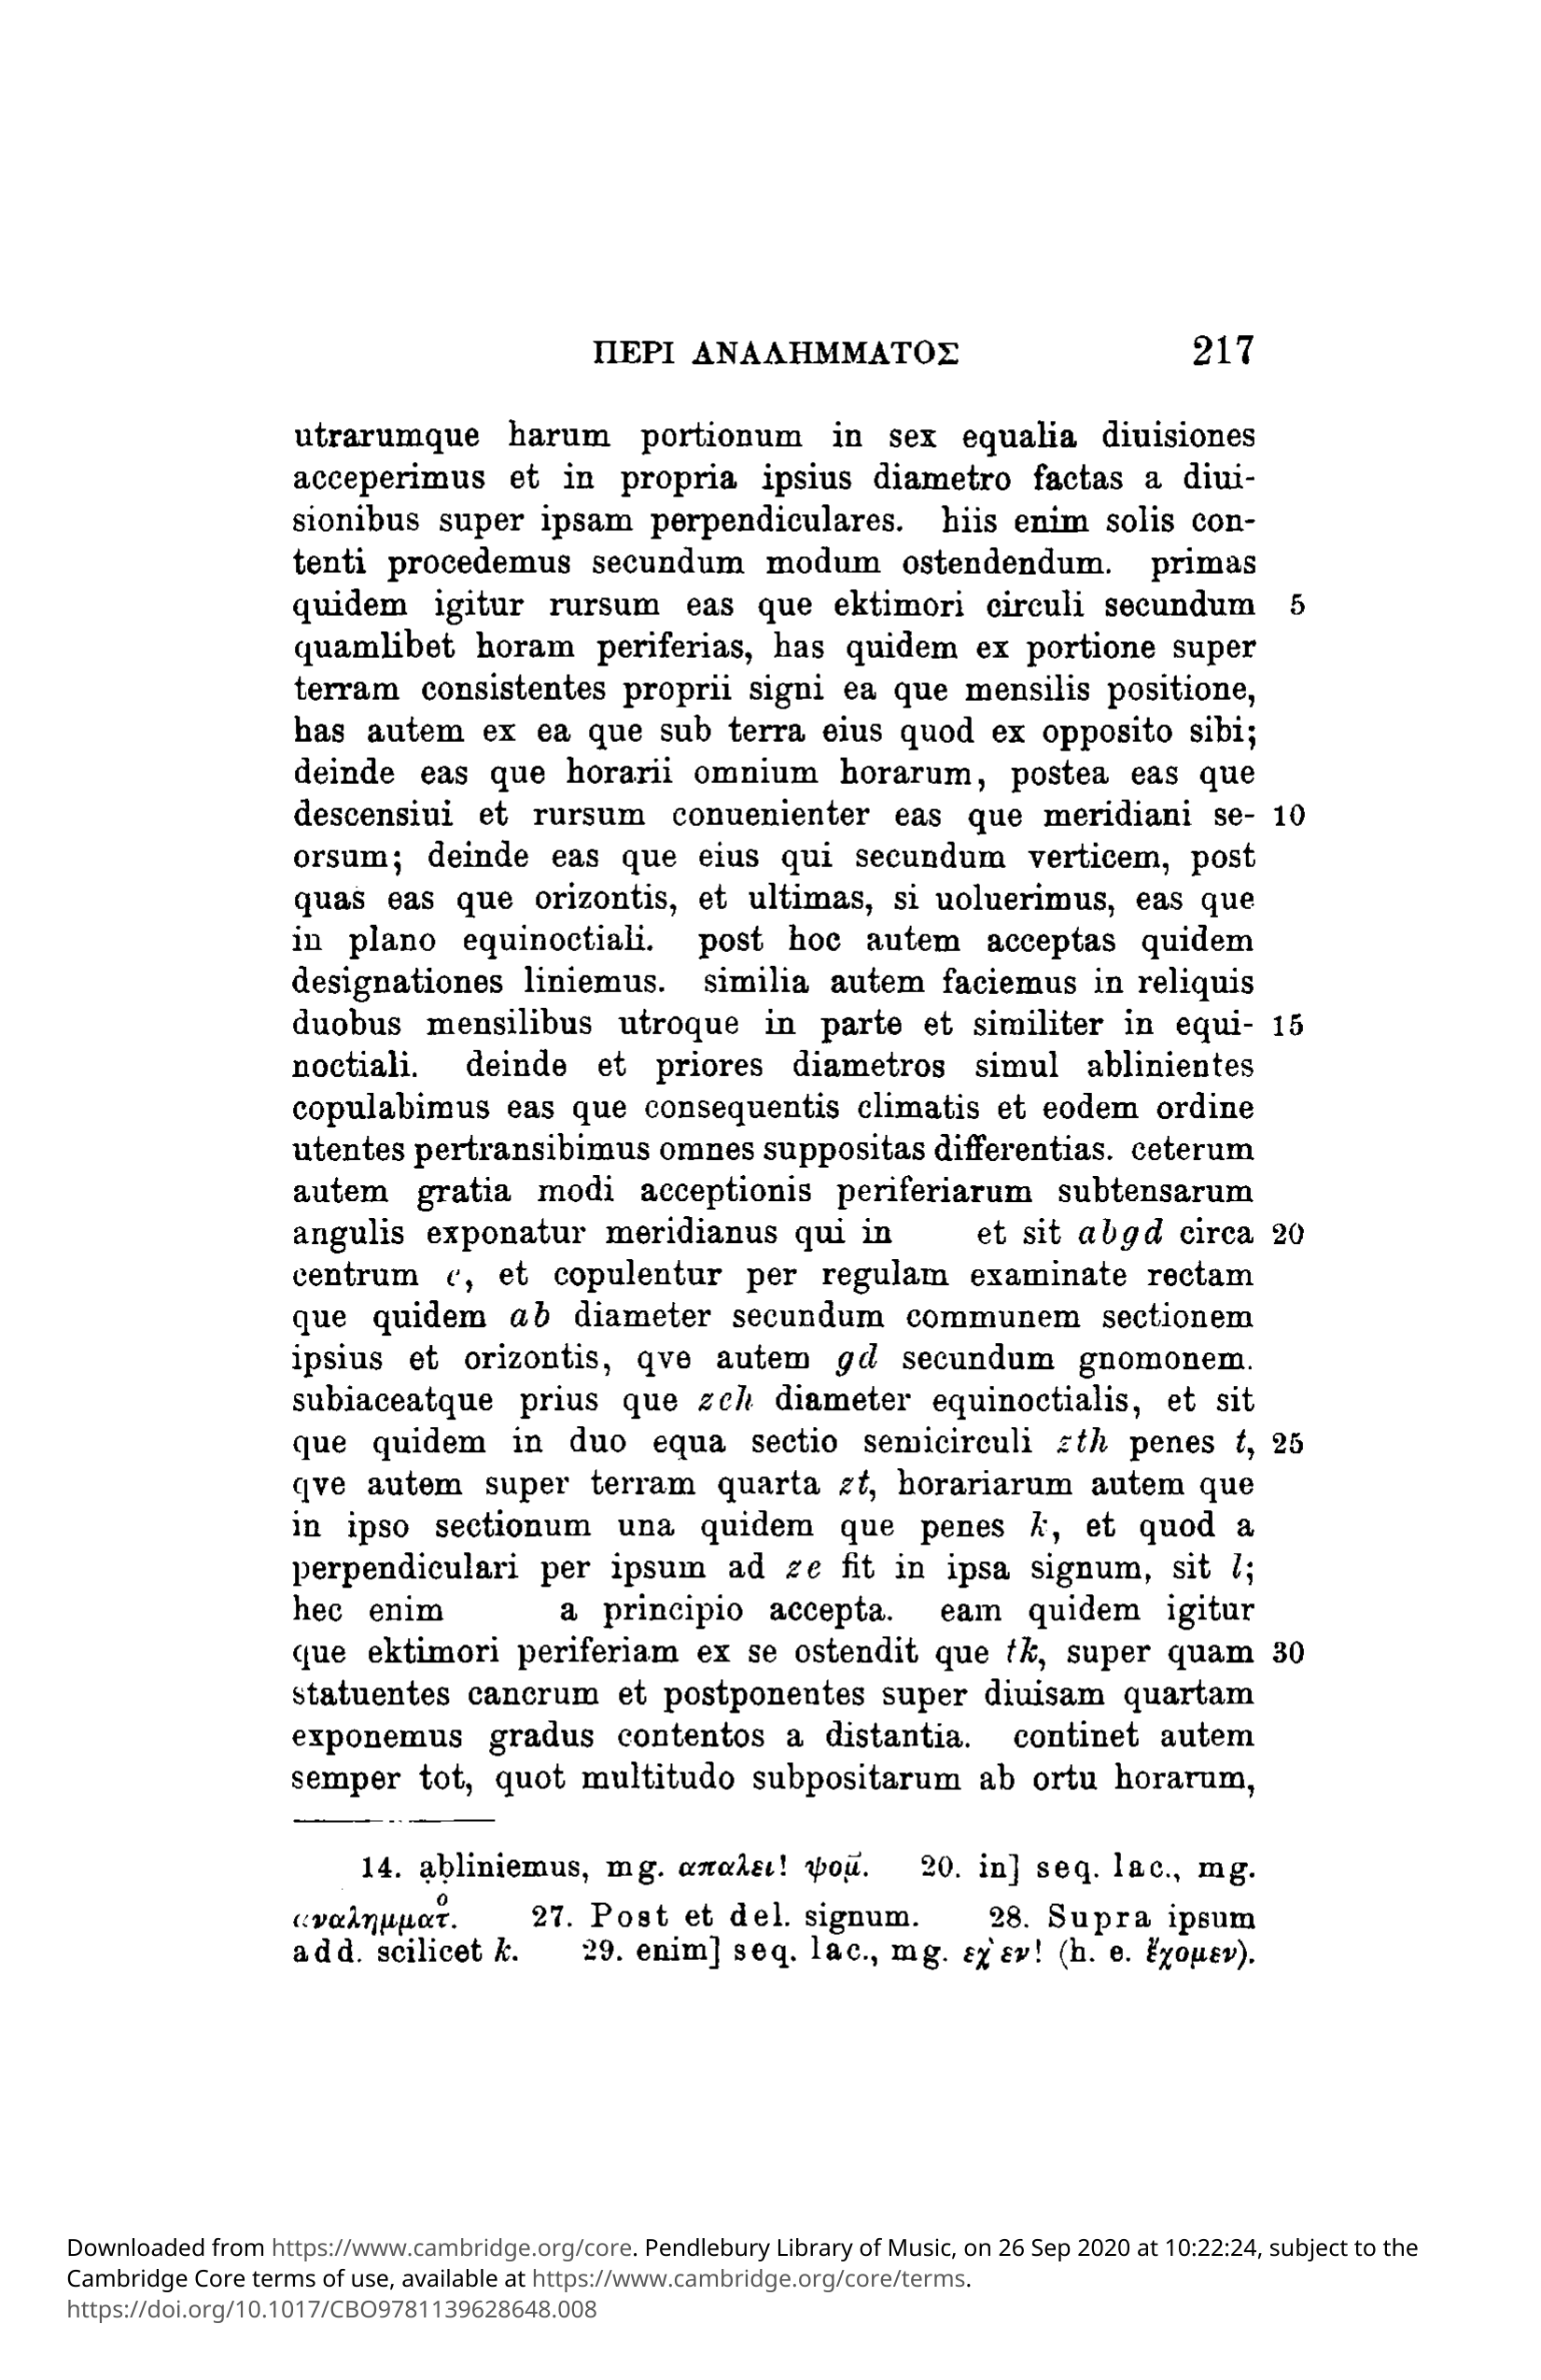 ΠΕΡΙ ΑΝΑΛΗΜΜΑΤΟΣ 217
utrarumque harum portionum in sex equalia diuisiones
acceperimus et in propria ipsius diametro factas a diui-
sionibus super ipsam perpendiculares. hiis enim solis con-
tenti procedemus secundum modum ostendendum. primas
quidem igitur rursum eas que ektimori circuli secundum 5
quamlibet horam periferias, has quidem ex portione super
terram consistentes proprii signi ea que mensilis positione,
has autem ex ea que sub terra eius quod ex opposito sibi;
deinde eas que horarii omnium horarum, postea eas que
descensiui et rursum conuenienter eas que meridiani se- 10
orsum; deinde eas que eius qui secundum verticem, post
quas eas que orizontis, et ultimas, si uoluerimus, eas que
in plano equinoctiali. post hoc autem acceptas quidem
designationes liniemus. similia autem faciemus in reliquis
duobus mensilibus utroque in parte et similiter in equi- 15
noctiali. deinde et priores diametros simul ablinientes
copulabimus eas que consequentis climatis et eodem ordine
utentes pertransibimus omnes suppositas differentias. ceterum
autem gratia modi acceptionis periferiarum subtensarum
angulis exponatur meridianus qui in et sit abgd circa 20
centrum e, et copulentur per regulam examinate rectam
que quidem ab diameter secundum communem sectionem
ipsius et orizontis, qve autem gd secundum gnomonem.
subiaceatque prius que zeh diameter equinoctialis, et sit
que quidem in duo equa sectio semicirculi zth penes t, 25
qve autem super terram quarta zt, horariarum autem que
in ipso sectionum una quidem que penes k, et quod a
perpendiculari per ipsum ad ze fit in ipsa signum, sit l;
hec enim a principio accepta. eam quidem igitur
que ektimori periferiam ex se ostendit que tk, super quam 30
statuentes cancrum et postponentes super diuisam quartam
exponemus gradus contentos a distantia. continet autem
semper tot, quot multitudo subpositarum ab ortu horarum,
14. ạḅliniemus, mg. απαλει! ψομ̄. 20. in] seq. lac., mg.
αναλημματο̊. 27. Post et del. signum. 28. Supra ipsum
add. scilicet k. 29. enim] seq. lac., mg. εχ̀εν! (h. e. ἔχομεν).
Downloaded from https://www.cambridge.org/core. Pendlebury Library of Music, on 26 Sep 2020 at 10:22:24, subject to the
Cambridge Core terms of use, available at https://www.cambridge.org/core/terms.
https://doi.org/10.1017/CBO9781139628648.008